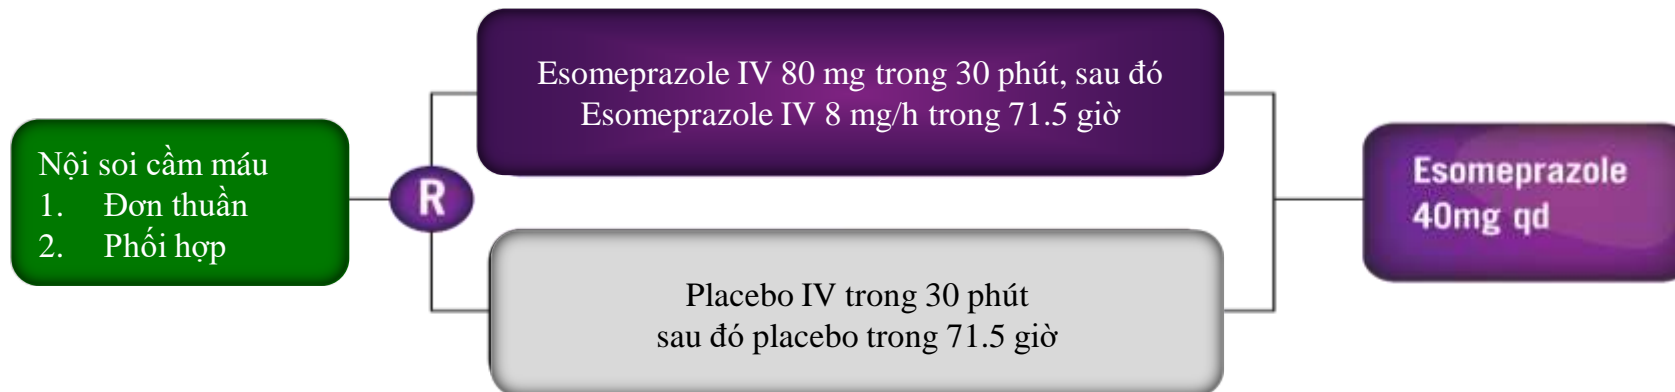 Nội soi cầm máu
1. Đơn thuần
2. Phối hợp
R
Esomeprazole IV 80 mg trong 30 phút, sau đó
Esomeprazole IV 8 mg/h trong 71.5 giờ
Placebo IV trong 30 phút
sau đó placebo trong 71.5 giờ
Esomeprazole
40mg qd